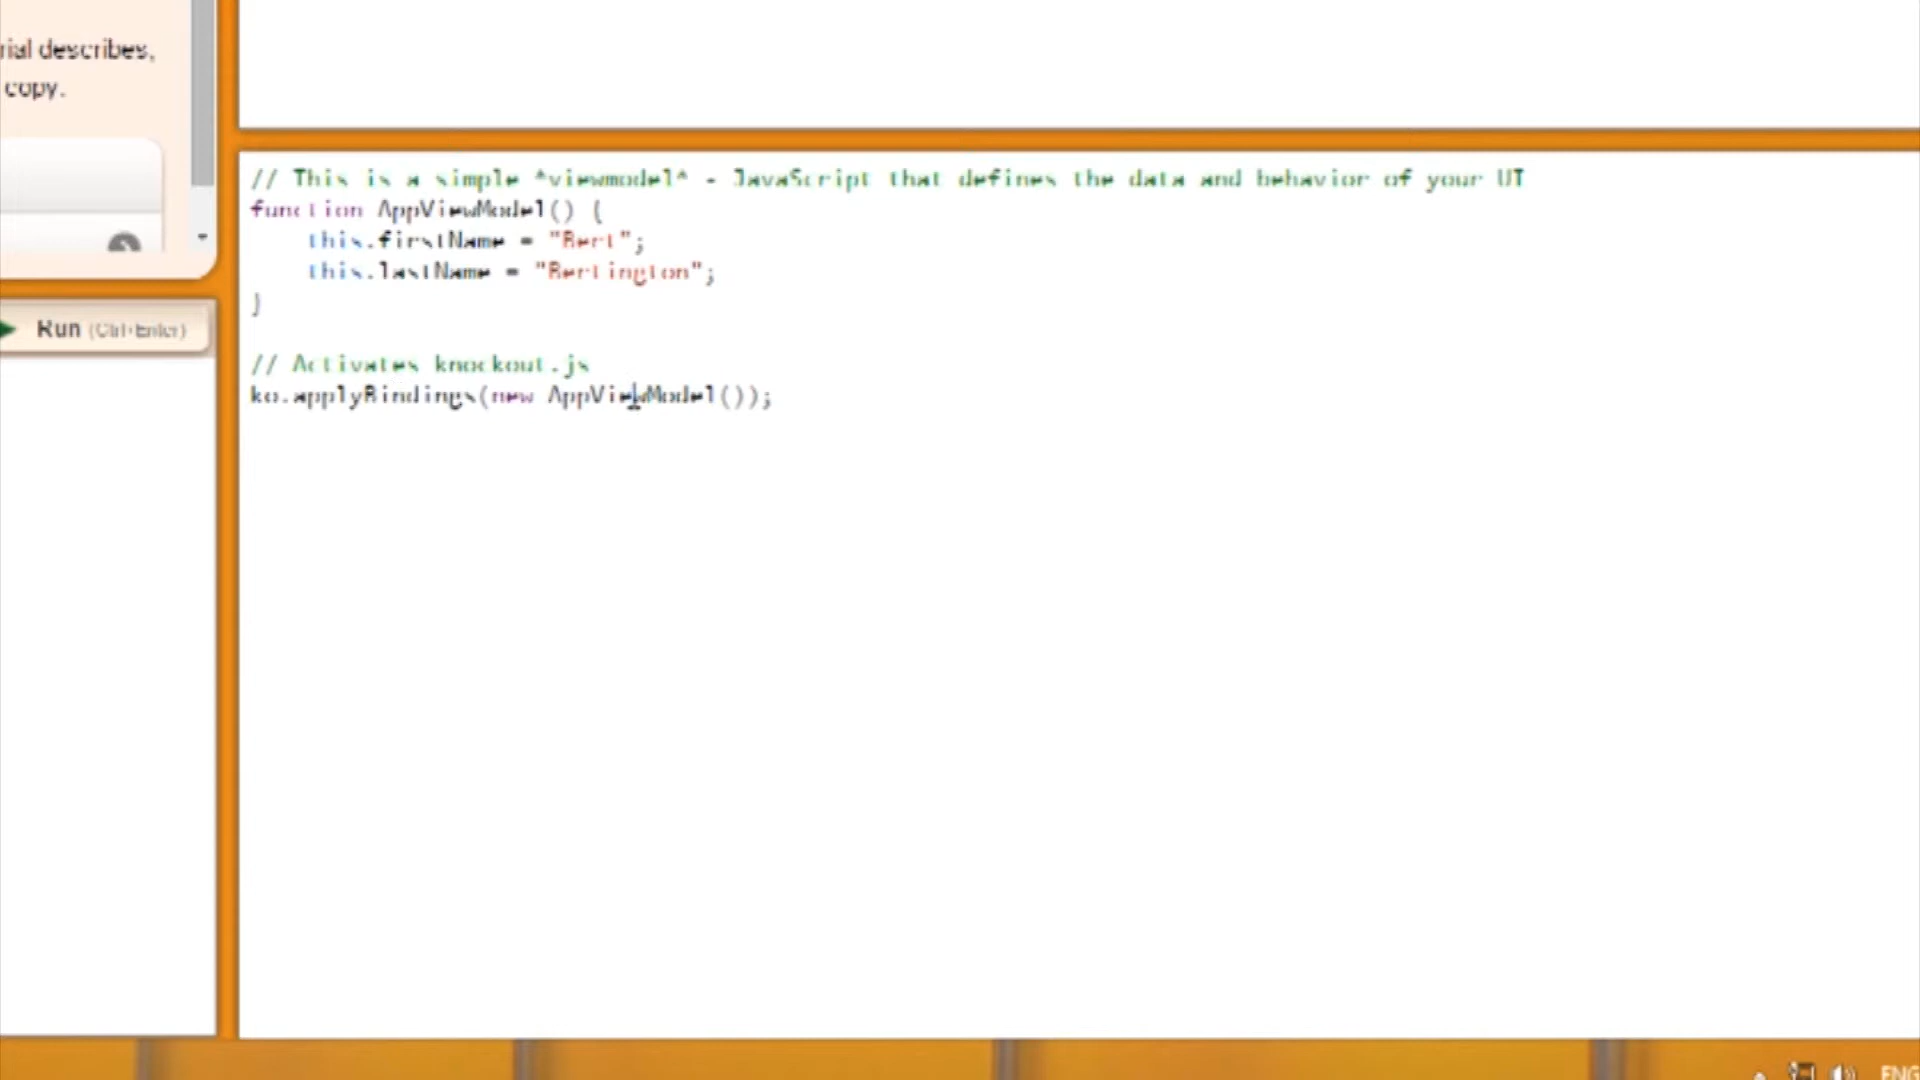 rial describes,
copy.
// This is a simple *viewmodel* - JavaScript that defines the data and behavior of your UI
function AppViewModel() {
    this.firstName = "Bert";
    this.lastName = "Bertington";
}
Run (Ctrl+Enter)
// Activates knockout.js
ko.applyBindings(new AppViewModel());
ENG